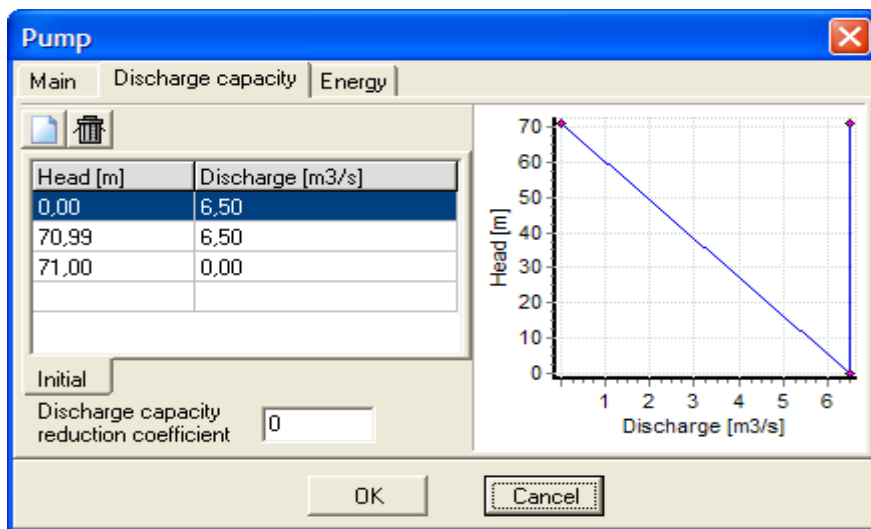 Pump
Main Discharge capacity Energy
Head [m] Discharge [m3/s]
0,00 6,50
70,99 6,50
71,00 0,00
Initial
Discharge capacity
reduction coefficient 0
70
60
50
40
30
20
10
0
Head [m]
1 2 3 4 5 6
Discharge [m3/s]
OK Cancel